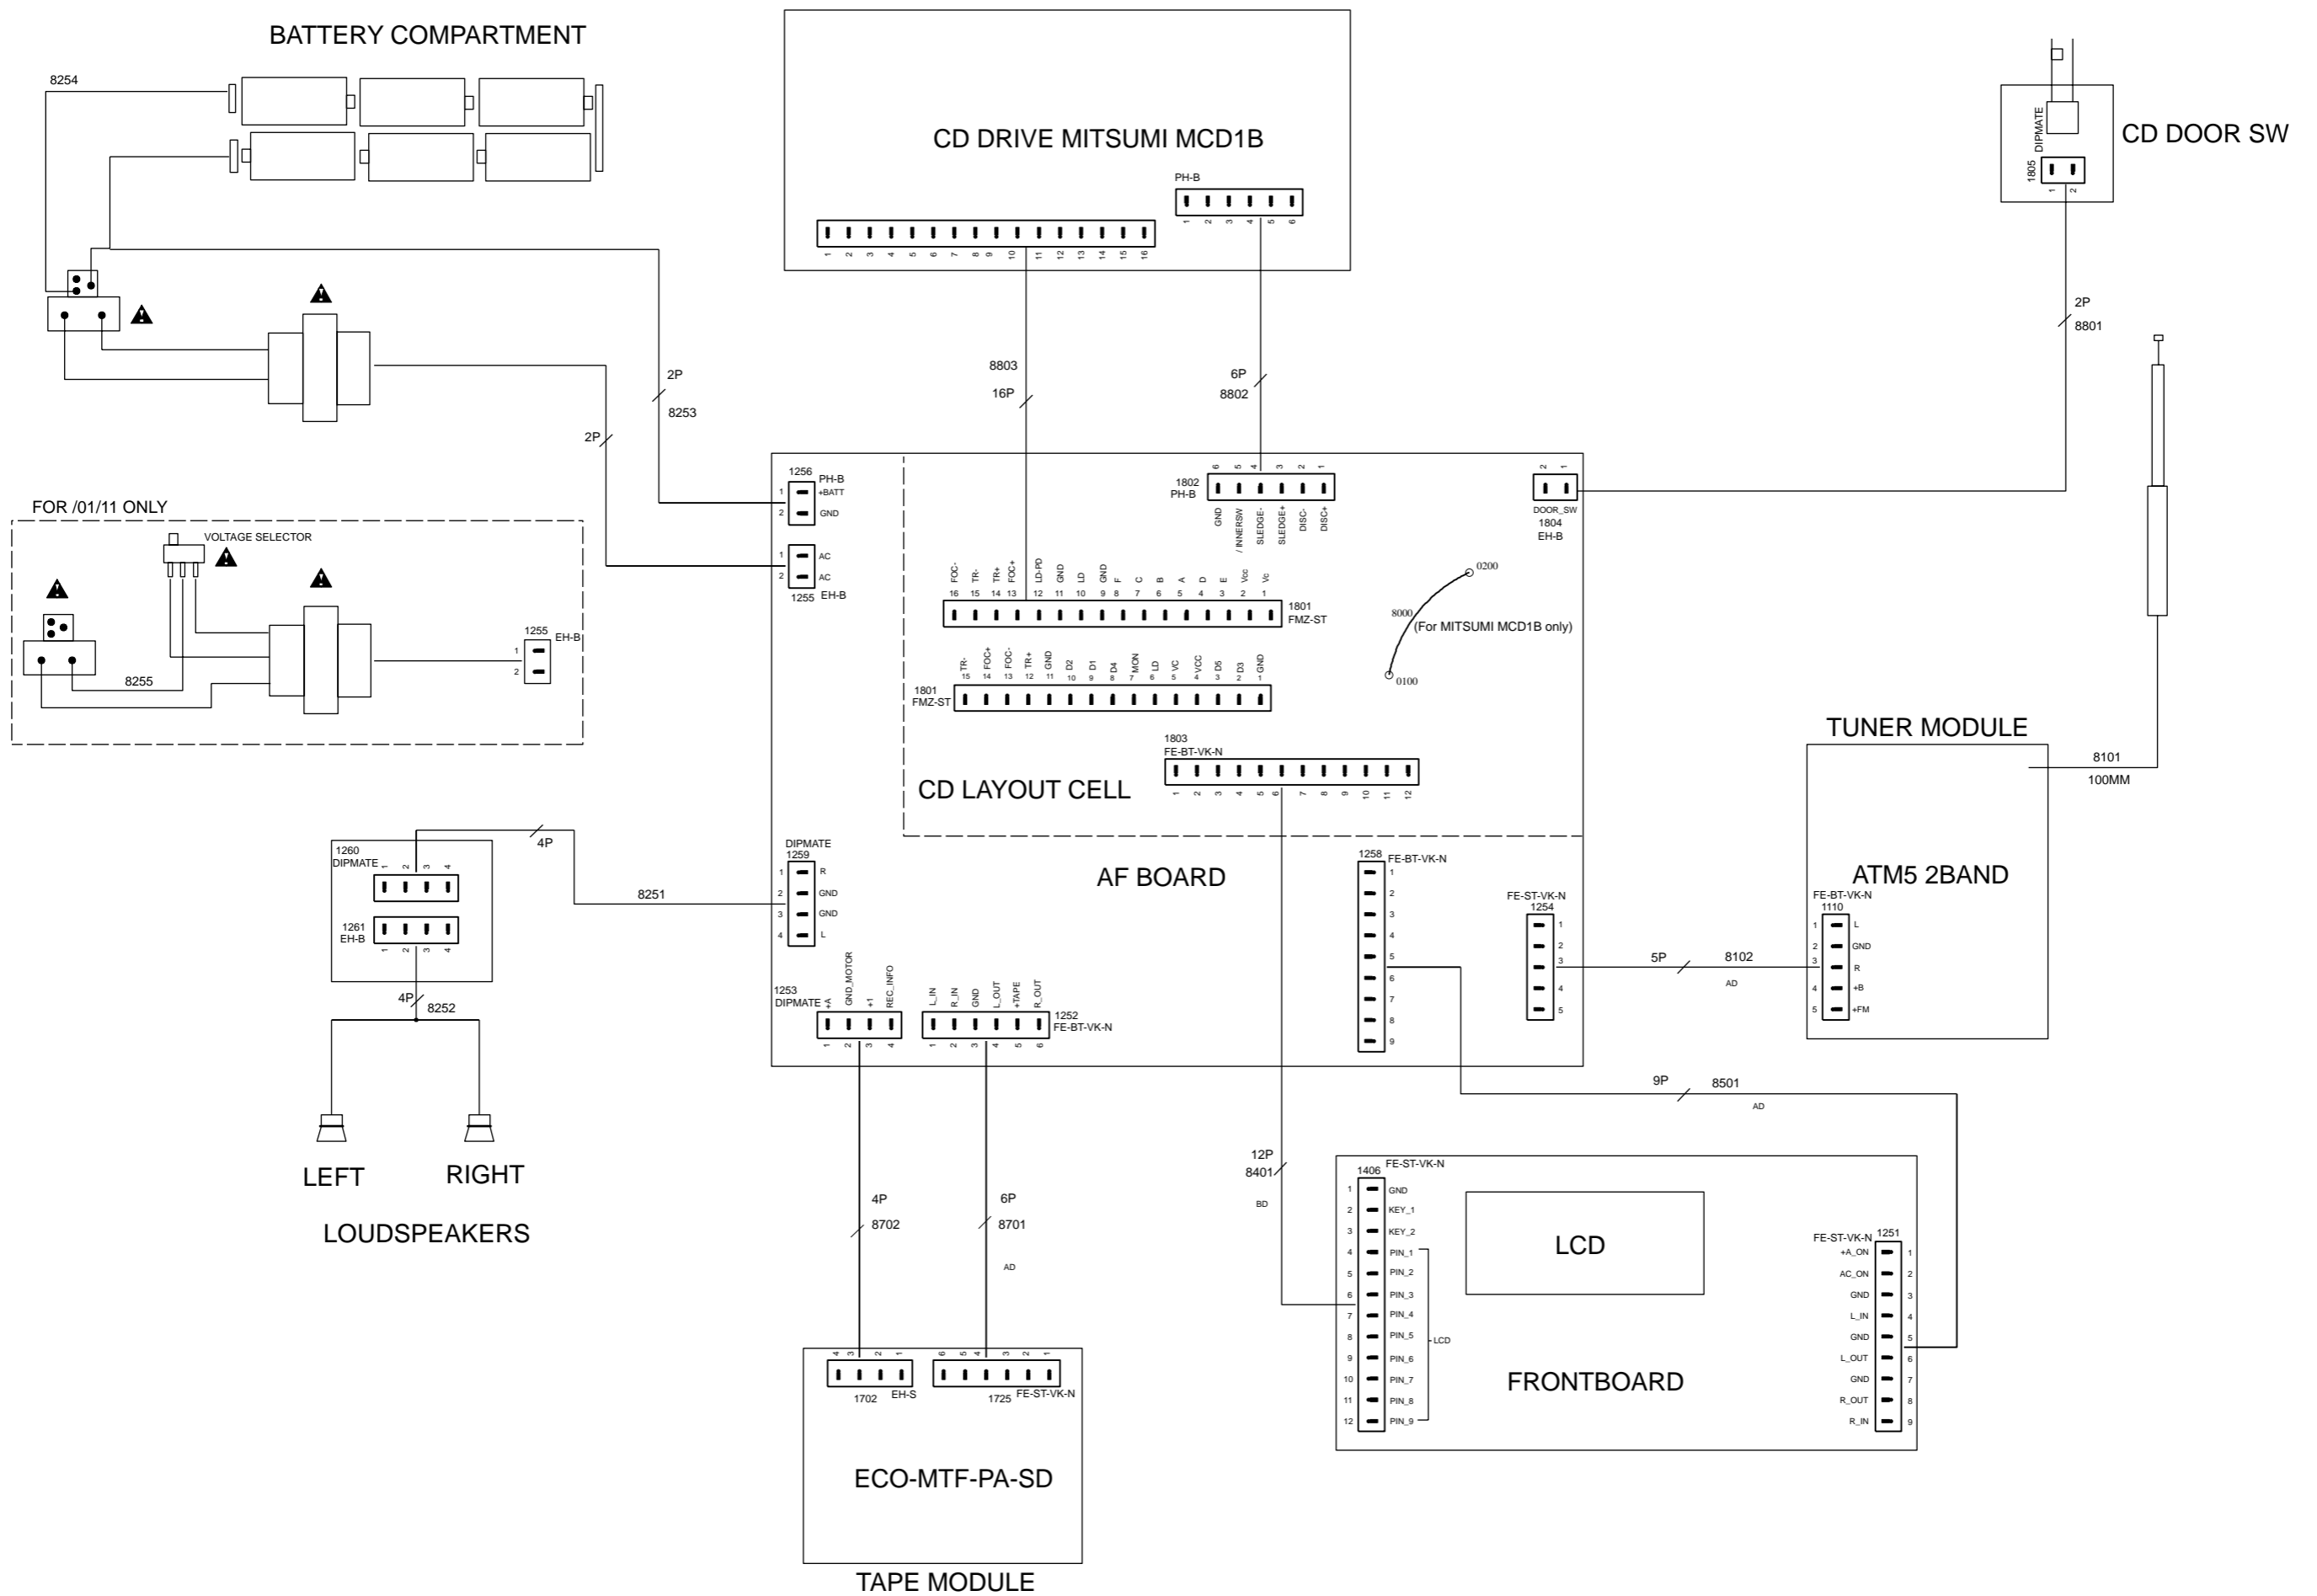 BATTERY COMPARTMENT
8254
CD DRIVE MITSUMI MCD1B
PH-B
1 2 3 4 5 6
1 2 3 4 5 6 7 8 9 10 11 12 13 14 15 16
DIPMATE
1805
1 2
CD DOOR SW
2P
8801
8803
16P
6P
8802
2P
8253
2P
FOR /01/11 ONLY
VOLTAGE SELECTOR
1255
EH-B
1
2
8255
1256
PH-B
1 +BATT
2 GND
1 AC
2 AC
1255 EH-B
6 5 4 3 2 1
1802
PH-B
GND
/ INNERSW
SLEDGE-
SLEDGE+
DISC-
DISC+
2 1
DOOR_SW
1804
EH-B
FOC- TR- TR+ FOC+ LD-PD GND LD GND F C B A D E Vcc Vc
16 15 14 13 12 11 10 9 8 7 6 5 4 3 2 1
1801
FMZ-ST
0200
8000
(For MITSUMI MCD1B only)
0100
TR- FOC+ FOC- TR+ GND D2 D1 D4 MON LD VC VCC D5 D3 GND
15 14 13 12 11 10 9 8 7 6 5 4 3 2 1
1801
FMZ-ST
1803
FE-BT-VK-N
1 2 3 4 5 6 7 8 9 10 11 12
CD LAYOUT CELL
TUNER MODULE
8101
100MM
ATM5 2BAND
FE-BT-VK-N
1110
1 L
2 GND
3 R
4 +B
5 +FM
4P
1260
DIPMATE
1 2 3 4
1261
EH-B
1 2 3 4
8251
4P
8252
LEFT
RIGHT
LOUDSPEAKERS
DIPMATE
1259
1 R
2 GND
3 GND
4 L
AF BOARD
1258
FE-BT-VK-N
1
2
3
4
5
6
7
8
9
FE-ST-VK-N
1254
1
2
3
4
5
5P
8102
AD
1253
DIPMATE
+A
GND_MOTOR
+1
REC_INFO
1 2 3 4
L_IN
R_IN
GND
L_OUT
+TAPE
R_OUT
1252
FE-BT-VK-N
1 2 3 4 5 6
9P
8501
AD
12P
8401
BD
4P
8702
6P
8701
AD
1406
FE-ST-VK-N
1 GND
2 KEY_1
3 KEY_2
4 PIN_1
5 PIN_2
6 PIN_3
7 PIN_4
8 PIN_5
9 PIN_6
10 PIN_7
11 PIN_8
12 PIN_9
LCD
LCD
FRONTBOARD
FE-ST-VK-N
1251
+A_ON 1
AC_ON 2
GND 3
L_IN 4
GND 5
L_OUT 6
GND 7
R_OUT 8
R_IN 9
4 3 2 1
1702
EH-S
6 5 4 3 2 1
1725
FE-ST-VK-N
ECO-MTF-PA-SD
TAPE MODULE